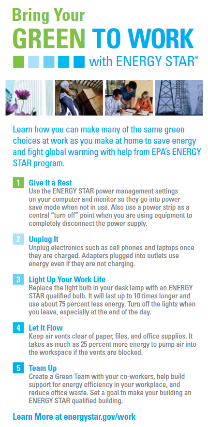 Bring Your
GREEN TO WORK
with ENERGY STAR®
Learn how you can make many of the same green
choices at work as you make at home to save energy
and fight global warming with help from EPA's ENERGY
STAR program.
1 Give It a Rest
Use the ENERGY STAR power management settings
on your computer and monitor so they go into power
save mode when not in use. Also use a power strip as a
central "turn off" point when you are using equipment to
completely disconnect the power supply.
2 Unplug It
Unplug electronics such as cell phones and laptops once
they are charged. Adapters plugged into outlets use
energy even if they are not charging.
3 Light Up Your Work Life
Replace the light bulb in your desk lamp with an ENERGY
STAR qualified bulb. It will last up to 10 times longer and
use about 75 percent less energy. Turn off the lights when
you leave, especially at the end of the day.
4 Let It Flow
Keep air vents clear of paper, files, and office supplies. It
takes as much as 25 percent more energy to pump air into
the workspace if the vents are blocked.
5 Team Up
Create a Green Team with your co-workers, help build
support for energy efficiency in your workplace, and
reduce office waste. Set a goal to make your building an
ENERGY STAR qualified building.
Learn More at energystar.gov/work